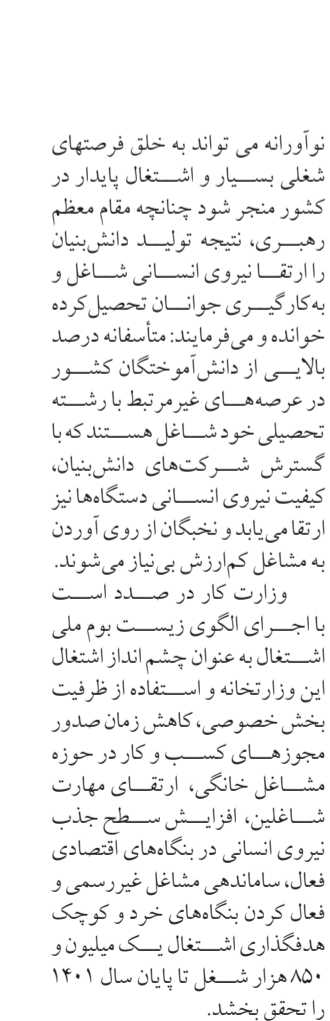 نوآورانه می تواند به خلق فرصتهای
شغلی بسیار و اشتغال پایدار در
کشور منجر شود چنانچه مقام معظم
رهبری، نتیجه تولید دانش‌بنیان
را ارتقا نیروی انسانی شاغل و
به‌کارگیری جوانان تحصیل‌کرده
خوانده و می‌فرمایند: متأسفانه درصد
بالایی از دانش‌آموختگان کشور
در عرصه‌های غیرمرتبط با رشته
تحصیلی خود شاغل هستند که با
گسترش شرکت‌های دانش‌بنیان،
کیفیت نیروی انسانی دستگاه‌ها نیز
ارتقا می‌یابد و نخبگان از روی آوردن
به مشاغل کم‌ارزش بی‌نیاز می‌شوند.
وزارت کار در صدد است
با اجرای الگوی زیست بوم ملی
اشتغال به عنوان چشم انداز اشتغال
این وزارتخانه و استفاده از ظرفیت
بخش خصوصی، کاهش زمان صدور
مجوزهای کسب و کار در حوزه
مشاغل خانگی، ارتقای مهارت
شاغلین، افزایش سطح جذب
نیروی انسانی در بنگاه‌های اقتصادی
فعال، ساماندهی مشاغل غیررسمی و
فعال کردن بنگاه‌های خرد و کوچک
هدفگذاری اشتغال یک میلیون و
۸۵۰ هزار شغل تا پایان سال ۱۴۰۱
را تحقق بخشد.